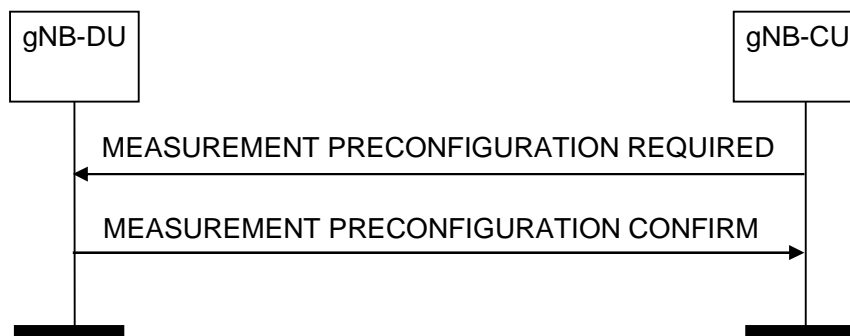 gNB-DU
gNB-CU
MEASUREMENT PRECONFIGURATION REQUIRED
MEASUREMENT PRECONFIGURATION CONFIRM